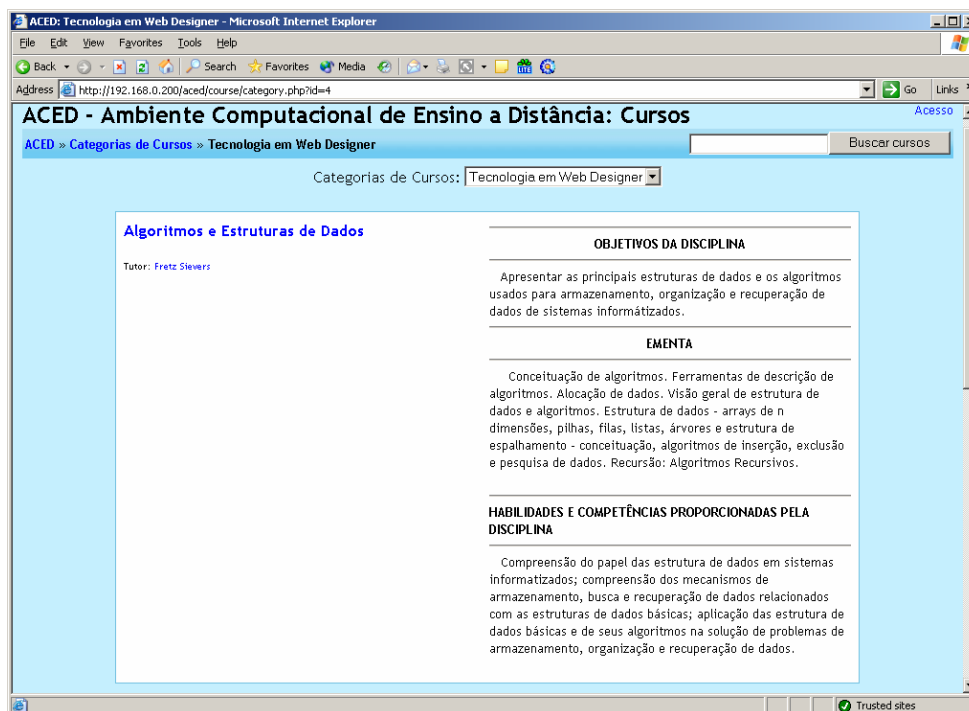 ACED: Tecnologia em Web Designer - Microsoft Internet Explorer
File Edit View Favorites Tools Help
Back Search Favorites Media
Address http://192.168.0.200/aced/course/category.php?id=4 Go Links
ACED - Ambiente Computacional de Ensino a Distância: Cursos
Acesso
ACED » Categorias de Cursos » Tecnologia em Web Designer
Buscar cursos
Categorias de Cursos: Tecnologia em Web Designer
Algoritmos e Estruturas de Dados
Tutor: Fretz Sievers
OBJETIVOS DA DISCIPLINA
Apresentar as principais estruturas de dados e os algoritmos
usados para armazenamento, organização e recuperação de
dados de sistemas informátizados.
EMENTA
Conceituação de algoritmos. Ferramentas de descrição de
algoritmos. Alocação de dados. Visão geral de estrutura de
dados e algoritmos. Estrutura de dados - arrays de n
dimensões, pilhas, filas, listas, árvores e estrutura de
espalhamento - conceituação, algoritmos de inserção, exclusão
e pesquisa de dados. Recursão: Algoritmos Recursivos.
HABILIDADES E COMPETÊNCIAS PROPORCIONADAS PELA
DISCIPLINA
Compreensão do papel das estrutura de dados em sistemas
informatizados; compreensão dos mecanismos de
armazenamento, busca e recuperação de dados relacionados
com as estruturas de dados básicas; aplicação das estrutura de
dados básicas e de seus algoritmos na solução de problemas de
armazenamento, organização e recuperação de dados.
Trusted sites